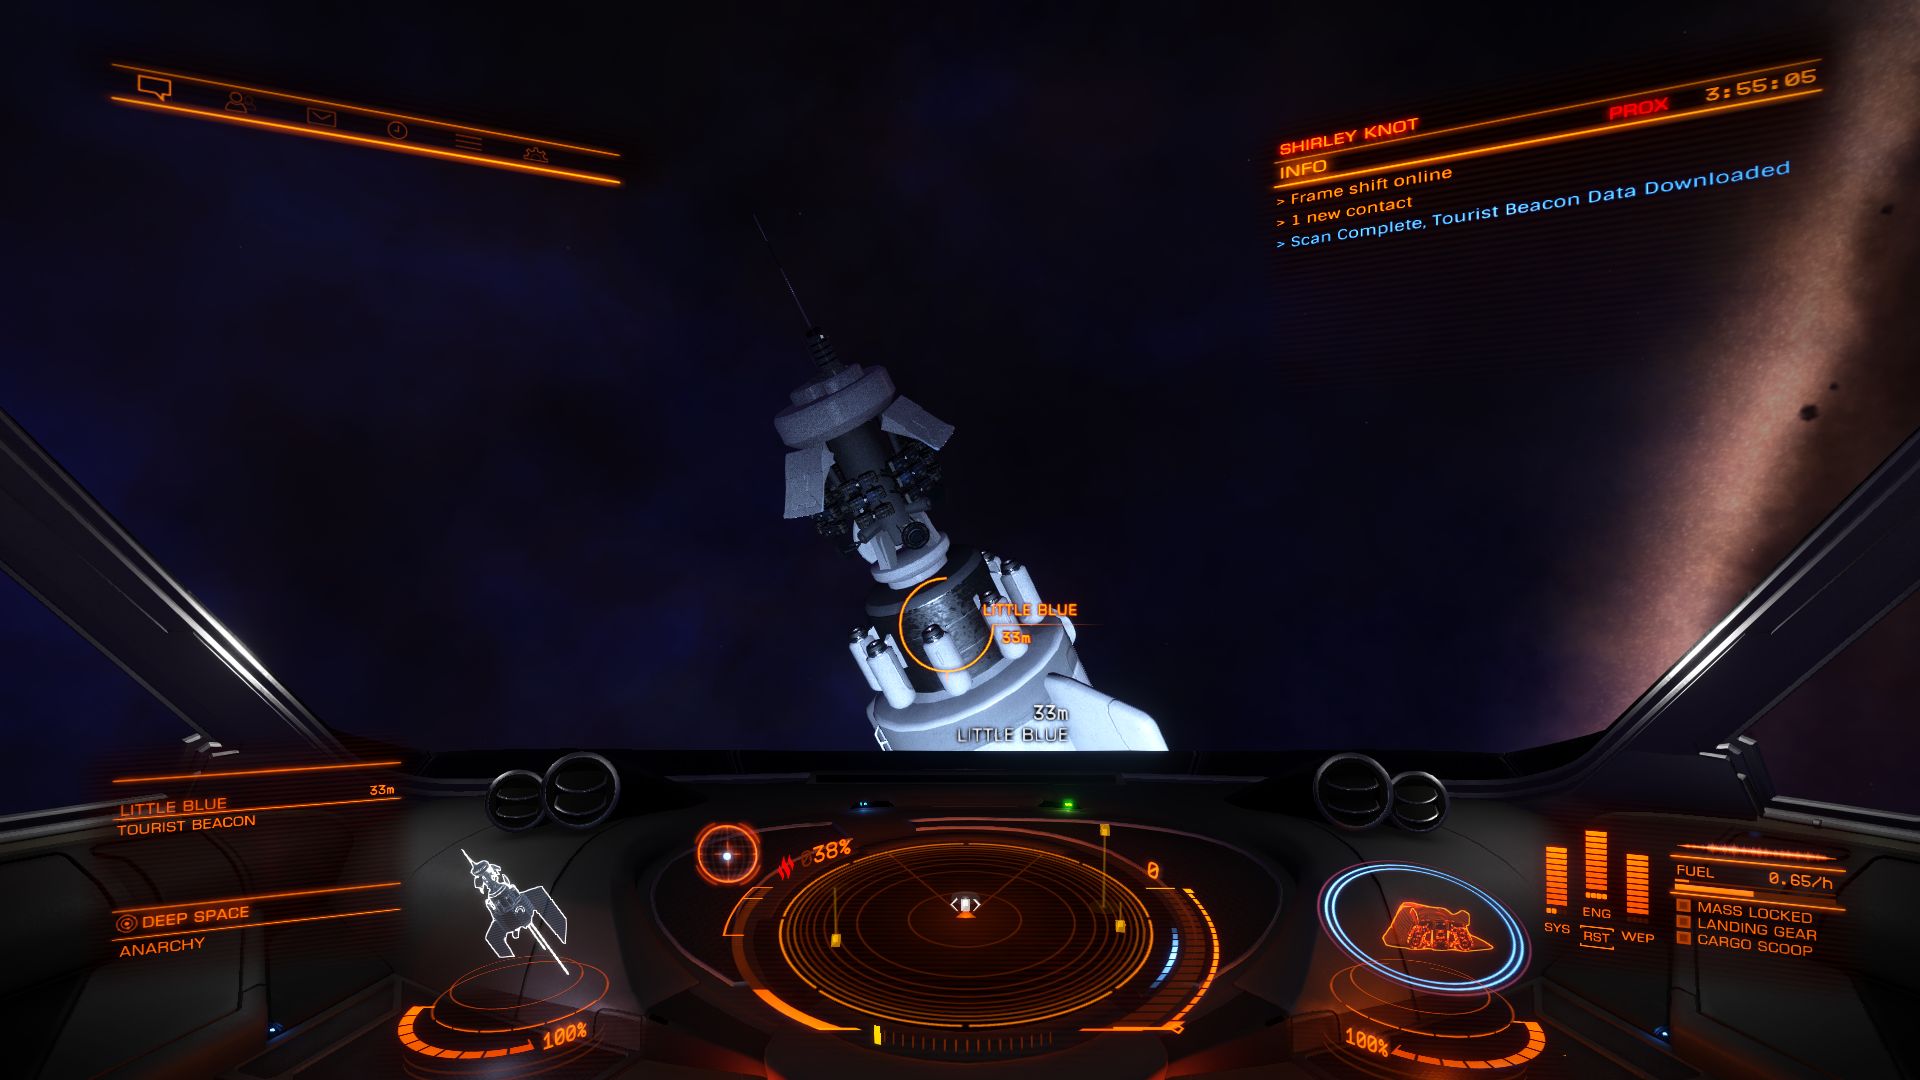 SHIRLEY KNOT
PROX
3:55:05
INFO
> Frame shift online
> 1 new contact
> Scan Complete, Tourist Beacon Data Downloaded
LITTLE BLUE
33m
33m
LITTLE BLUE
33m
LITTLE BLUE
TOURIST BEACON
DEEP SPACE
ANARCHY
100%
038%
0
100%
SYS
ENG
RST
WEP
FUEL
0.65/h
MASS LOCKED
LANDING GEAR
CARGO SCOOP